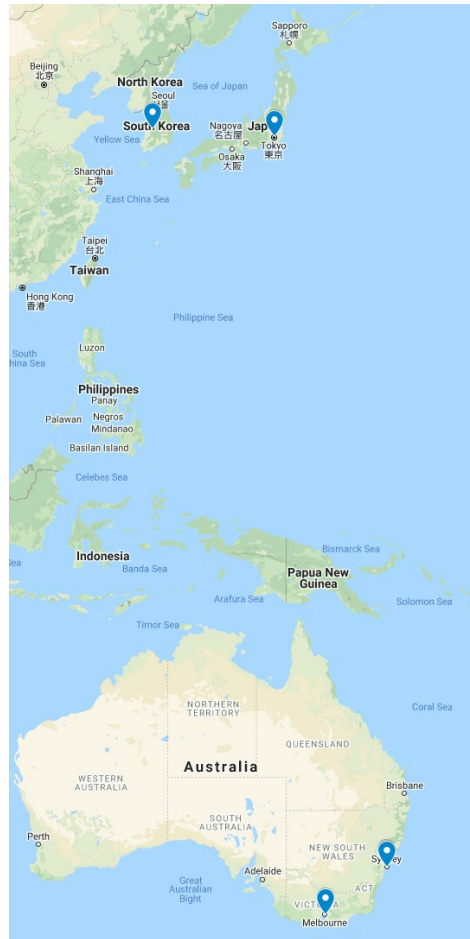 Sapporo
札幌
Beijing
北京
North Korea
Sea of Japan
Seoul
서울
South Korea
Nagoya
名古屋
Japan
Tokyo
東京
Osaka
大阪
Yellow Sea
Shanghai
上海
East China Sea
Taipei
台北
Taiwan
Hong Kong
香港
Philippine Sea
Luzon
South
hina Sea
Philippines
Panay
Palawan
Negros
Mindanao
Basilan Island
Celebes Sea
Indonesia
Banda Sea
Bismarck Sea
ea
Papua New
Guinea
Arafura Sea
Solomon Sea
Timor Sea
Coral Sea
NORTHERN
TERRITORY
QUEENSLAND
Australia
WESTERN
AUSTRALIA
Brisbane
SOUTH
AUSTRALIA
Perth
NEW SOUTH
WALES
Sydney
Adelaide
Great
Australian
Bight
ACT
VICTORIA
Melbourne